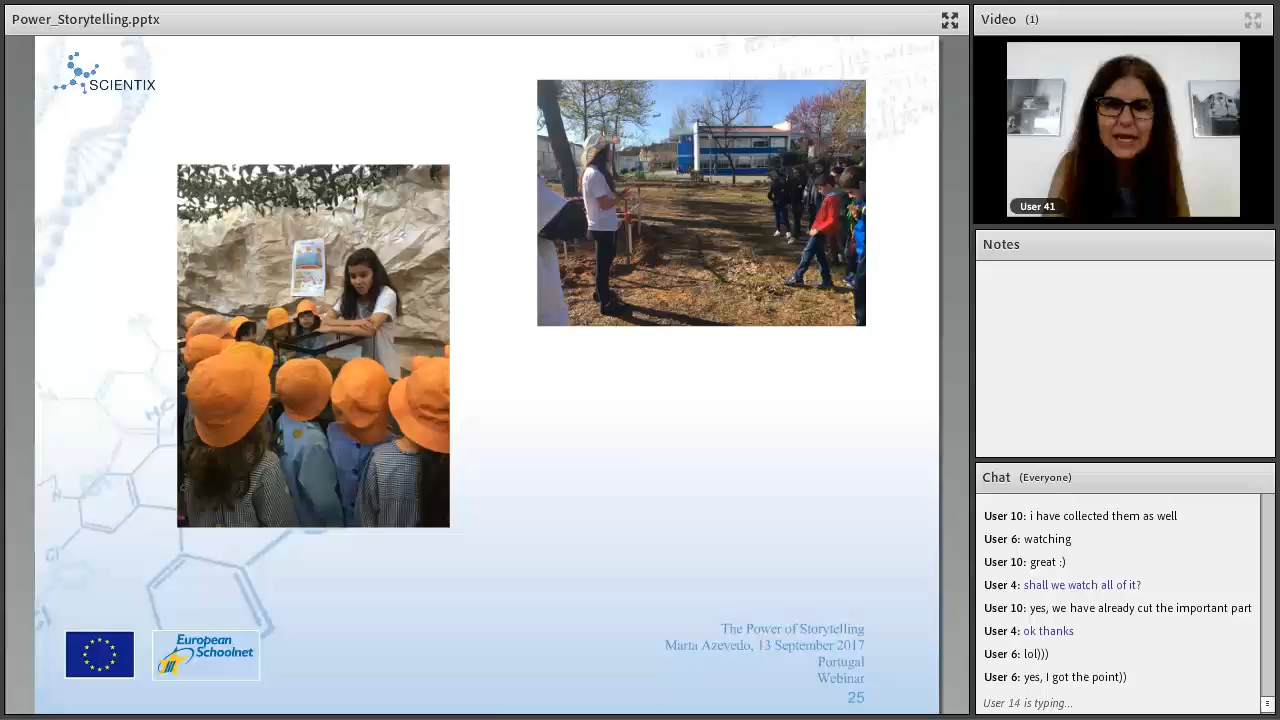 Power_Storytelling.pptx
SCIENTIX
HC
N
Cl
European
Schoolnet
The Power of Storytelling
Marta Azevedo, 13 September 2017
Portugal
Webinar
25
Video (1)
User 41
Notes
Chat (Everyone)
User 10: i have collected them as well
User 6: watching
User 10: great :)
User 4: shall we watch all of it?
User 10: yes, we have already cut the important part
User 4: ok thanks
User 6: lol)))
User 6: yes, I got the point))
User 14 is typing...